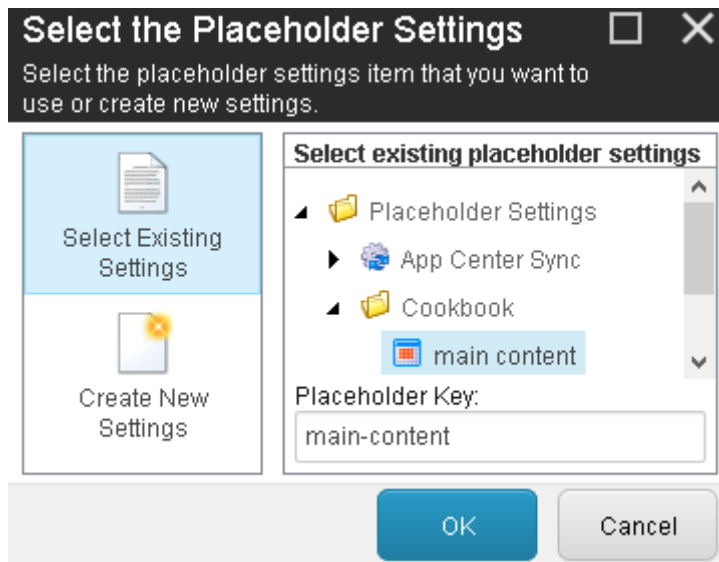 Select the Placeholder Settings
Select the placeholder settings item that you want to
use or create new settings.
Select Existing
Settings
Create New
Settings
Select existing placeholder settings
Placeholder Settings
App Center Sync
Cookbook
main content
Placeholder Key:
main-content
OK
Cancel